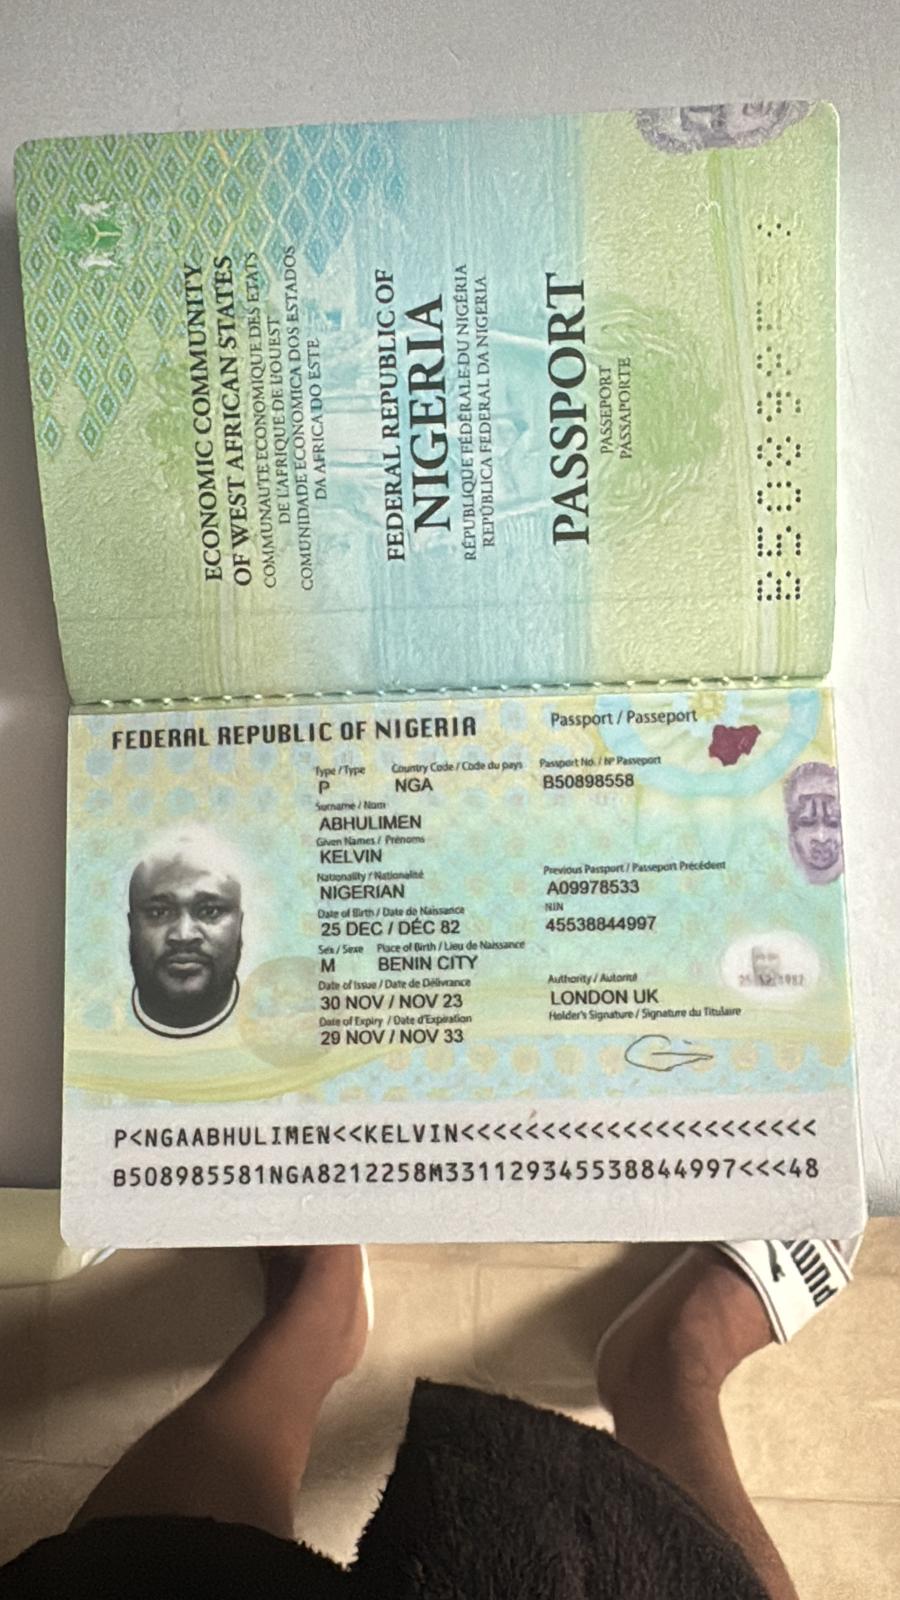 ECONOMIC COMMUNITY
OF WEST AFRICAN STATES
COMMUNAUTE ECONOMIQUE DES ETATS
DE L'AFRIQUE DE L'OUEST
COMUNIDADE ECONOMICA DOS ESTADOS
DA AFRICA DO ESTE
FEDERAL REPUBLIC OF
NIGERIA
RÉPUBLIQUE FÉDÉRALE DU NIGÉRIA
REPÚBLICA FEDERAL DA NIGERIA
PASSPORT
PASSEPORT
PASSAPORTE
FEDERAL REPUBLIC OF NIGERIA
Passport / Passeport
Type / Type Country Code / Code du pays Passport No. / Nº Passeport
P NGA B50898558
Surname / Nom
ABHULIMEN
Given Names / Prénoms
KELVIN
Nationality / Nationalité Previous Passport / Passeport Précédent
NIGERIAN A09978533
Date of Birth / Date de Naissance NIN
25 DEC / DÉC 82 45538844997
Sex / Sexe Place of Birth / Lieu de Naissance
M BENIN CITY
Date of Issue / Date de Délivrance Authority / Autorité
30 NOV / NOV 23 LONDON UK
Date of Expiry / Date d'Expiration Holder's Signature / Signature du Titulaire
29 NOV / NOV 33
25 12 1982
P<NGAABHULIMEN<<KELVIN<<<<<<<<<<<<<<<<<<<<<<
B508985581NGA8212258M331129345538844997<<<48
PUMA